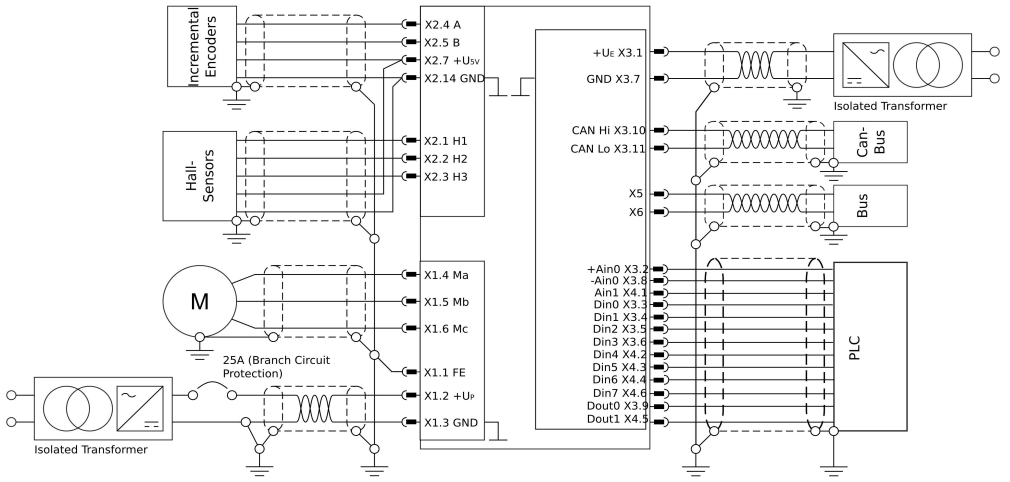 Incremental
Encoders
X2.4 A
X2.5 B
X2.7 +U5V
X2.14 GND
Hall-
Sensors
X2.1 H1
X2.2 H2
X2.3 H3
M
X1.4 Ma
X1.5 Mb
X1.6 Mc
25A (Branch Circuit
Protection)
X1.1 FE
X1.2 +UP
X1.3 GND
Isolated Transformer
+UE X3.1
GND X3.7
Isolated Transformer
CAN Hi X3.10
CAN Lo X3.11
Can-
Bus
X5
X6
Bus
+Ain0 X3.2
-Ain0 X3.8
Ain1 X4.1
Din0 X3.3
Din1 X3.4
Din2 X3.5
Din3 X3.6
Din4 X4.2
Din5 X4.3
Din6 X4.4
Din7 X4.6
Dout0 X3.9
Dout1 X4.5
PLC